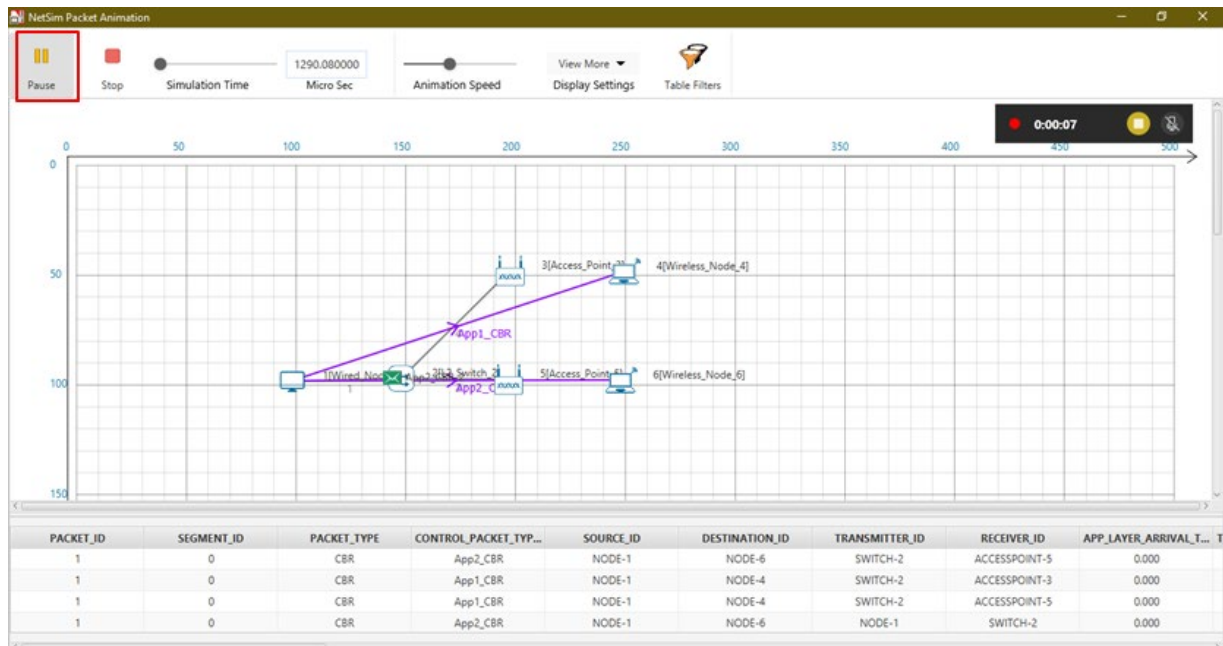 NetSim Packet Animation
Pause Stop Simulation Time 1290.080000 Micro Sec Animation Speed View More Display Settings Table Filters
0:00:07
0 50 100 150 200 250 300 350 400 450 500
0
50
3[Access_Point_3] 4[Wireless_Node_4]
App1_CBR
100
1[Wired_Nod 2[L2_Switch_2] 5[Access_Point_5] 6[Wireless_Node_6]
1 App2_C
150
PACKET_ID SEGMENT_ID PACKET_TYPE CONTROL_PACKET_TYP... SOURCE_ID DESTINATION_ID TRANSMITTER_ID RECEIVER_ID APP_LAYER_ARRIVAL_T... T
1 0 CBR App2_CBR NODE-1 NODE-6 SWITCH-2 ACCESSPOINT-5 0.000
1 0 CBR App1_CBR NODE-1 NODE-4 SWITCH-2 ACCESSPOINT-3 0.000
1 0 CBR App1_CBR NODE-1 NODE-4 SWITCH-2 ACCESSPOINT-5 0.000
1 0 CBR App2_CBR NODE-1 NODE-6 NODE-1 SWITCH-2 0.000